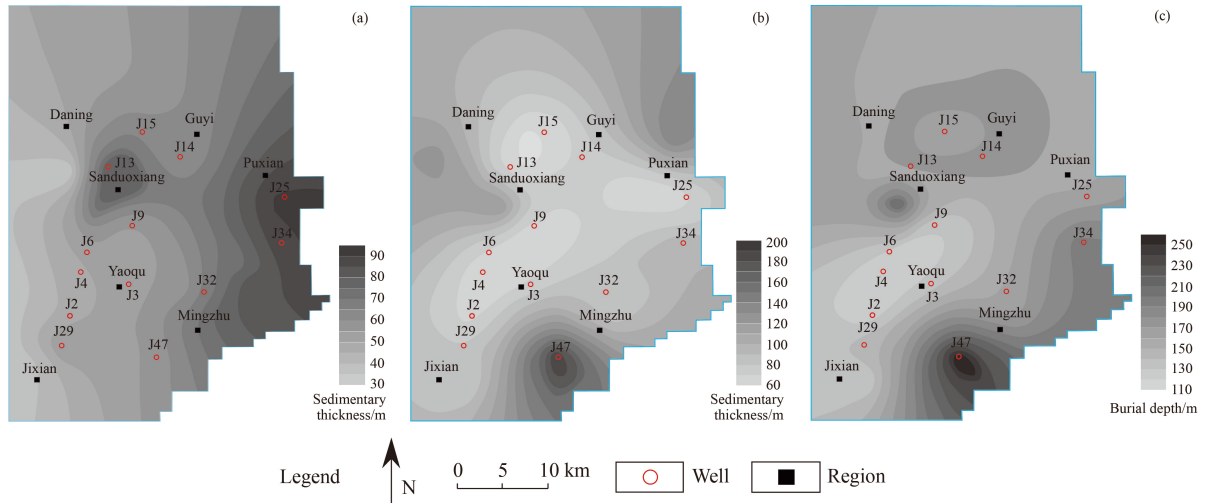 (a)
Daning
J15
Guyi
J14
J13
Sanduoxiang
Puxian
J25
J9
J34
J6
J4
Yaoqu
J3
J32
J2
Mingzhu
J29
J47
Jixian
90
80
70
60
50
40
30
Sedimentary
thickness/m
(b)
Daning
J15
Guyi
J14
J13
Sanduoxiang
Puxian
J25
J9
J34
J6
J4
Yaoqu
J3
J32
J2
Mingzhu
J29
J47
Jixian
200
180
160
140
120
100
80
60
Sedimentary
thickness/m
(c)
Daning
J15
Guyi
J14
J13
Sanduoxiang
Puxian
J25
J9
J34
J6
J4
Yaoqu
J3
J32
J2
Mingzhu
J29
J47
Jixian
250
230
210
190
170
150
130
110
Burial depth/m
Legend
N
0 5 10 km
Well
Region